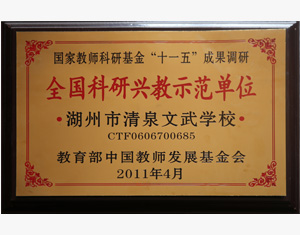 国家教师科研基金“十一五”成果调研
全国科研兴教示范单位
·湖州市清泉文武学校·
CTF0606700685
教育部中国教师发展基金会
2011年4月